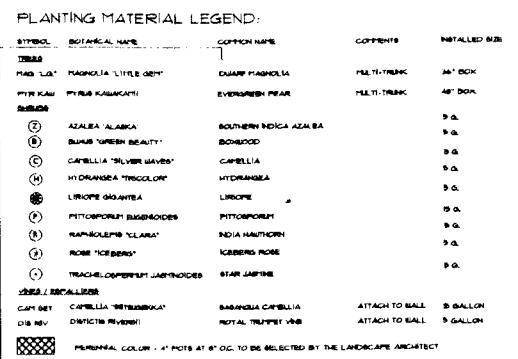 PLANTING MATERIAL LEGEND:
SYMBOL BOTANICAL NAME COMMON NAME COMMENTS INSTALLED SIZE
TREES
MAG "L.G." MAGNOLIA "LITTLE GEM" DWARF MAGNOLIA MULTI-TRUNK 36" BOX
PYR KAW PYRUS KAWAKAMII EVERGREEN PEAR MULTI-TRUNK 48" BOX
SHRUBS
Z AZALEA 'ALASKA' SOUTHERN INDICA AZALEA 5 G.
B BUXUS "GREEN BEAUTY" BOXWOOD 5 G.
C CAMELLIA "SILVER WAVES" CAMELLIA 5 G.
H HYDRANGEA "TRICOLOR" HYDRANGEA 5 G.
LIRIOPE GIGANTEA LIRIOPE 5 G.
P PITTOSPORUM EUGENIOIDES PITTOSPORUM 15 G.
R RAPHIOLEPIS "CLARA" INDIA HAWTHORN 5 G.
ROSE "ICEBERG" ICEBERG ROSE 5 G.
TRACHELOSPERMUM JASMINOIDES STAR JASMINE 5 G.
VINES / ESPALLIERS
CAM SET CAMELLIA "SETSUGEKKA" SASANQUA CAMELLIA ATTACH TO WALL 15 GALLON
DIS RIV DISTICTIS RIVERSII ROYAL TRUMPET VINE ATTACH TO WALL 5 GALLON
PERENNIAL COLOR - 4" POTS AT 8" O.C. TO BE SELECTED BY THE LANDSCAPE ARCHITECT